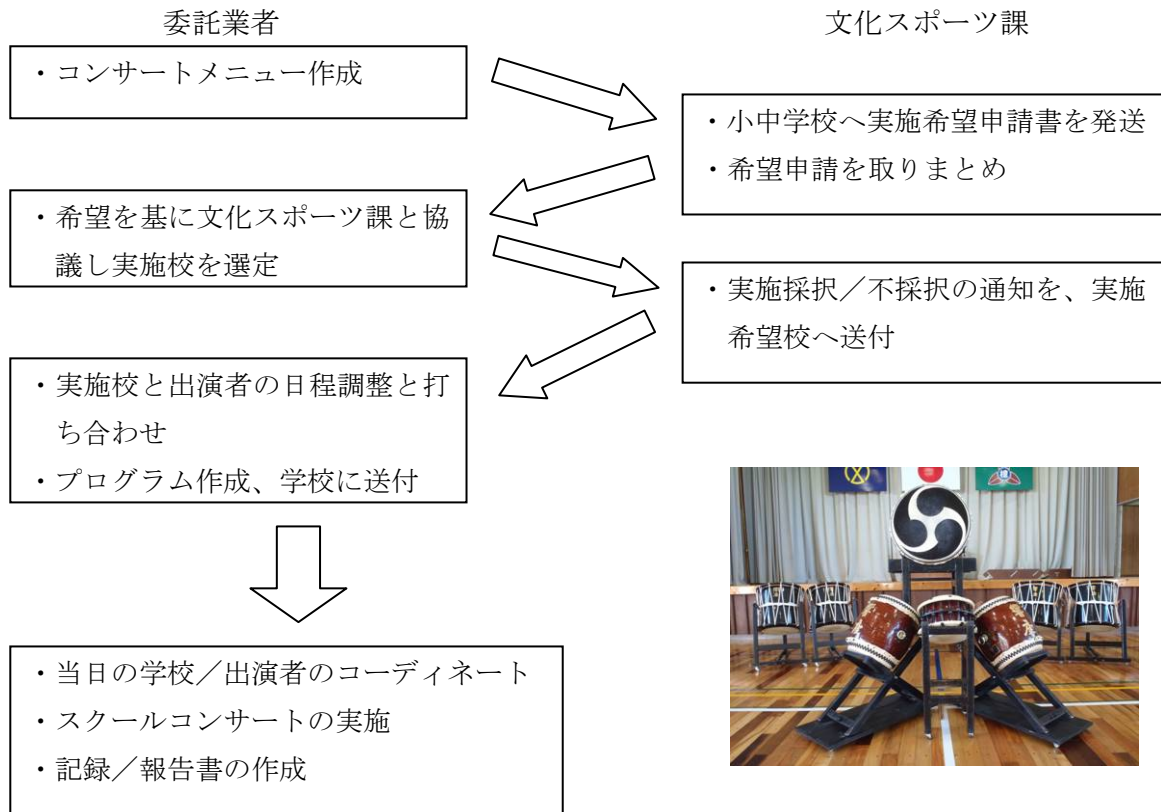 委託業者
文化スポーツ課
・コンサートメニュー作成
・小中学校へ実施希望申請書を発送
・希望申請を取りまとめ
・希望を基に文化スポーツ課と協
議し実施校を選定
・実施採択／不採択の通知を、実施
希望校へ送付
・実施校と出演者の日程調整と打
ち合わせ
・プログラム作成、学校に送付
・当日の学校／出演者のコーディネート
・スクールコンサートの実施
・記録／報告書の作成